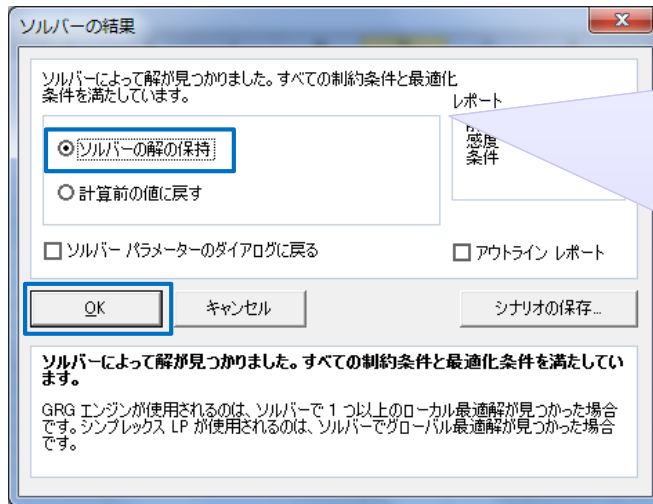 ソルバーの結果
ソルバーによって解が見つかりました。すべての制約条件と最適化
条件を満たしています。
レポート
感度
条件
ソルバーの解の保持
計算前の値に戻す
ソルバー パラメーターのダイアログに戻る
アウトライン レポート
OK
キャンセル
シナリオの保存...
ソルバーによって解が見つかりました。すべての制約条件と最適化条件を満たしてい
ます。
GRG エンジンが使用されるのは、ソルバーで 1 つ以上のローカル最適解が見つかった場合
です。シンプレックス LP が使用されるのは、ソルバーでグローバル最適解が見つかった場合
です。